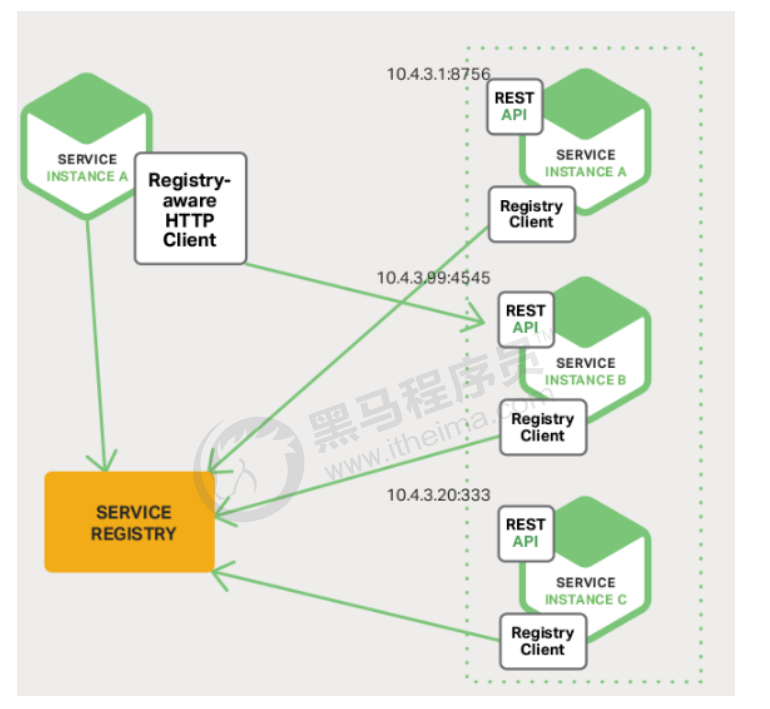 10.4.3.1:8756
REST
API
SERVICE
INSTANCE A
SERVICE
INSTANCE A
Registry-
aware
HTTP
Client
Registry
Client
10.4.3.99:4545
REST
API
SERVICE
INSTANCE B
黑马程序员™
www.itheima.com
Registry
Client
10.4.3.20:333
SERVICE
REGISTRY
REST
API
SERVICE
INSTANCE C
Registry
Client